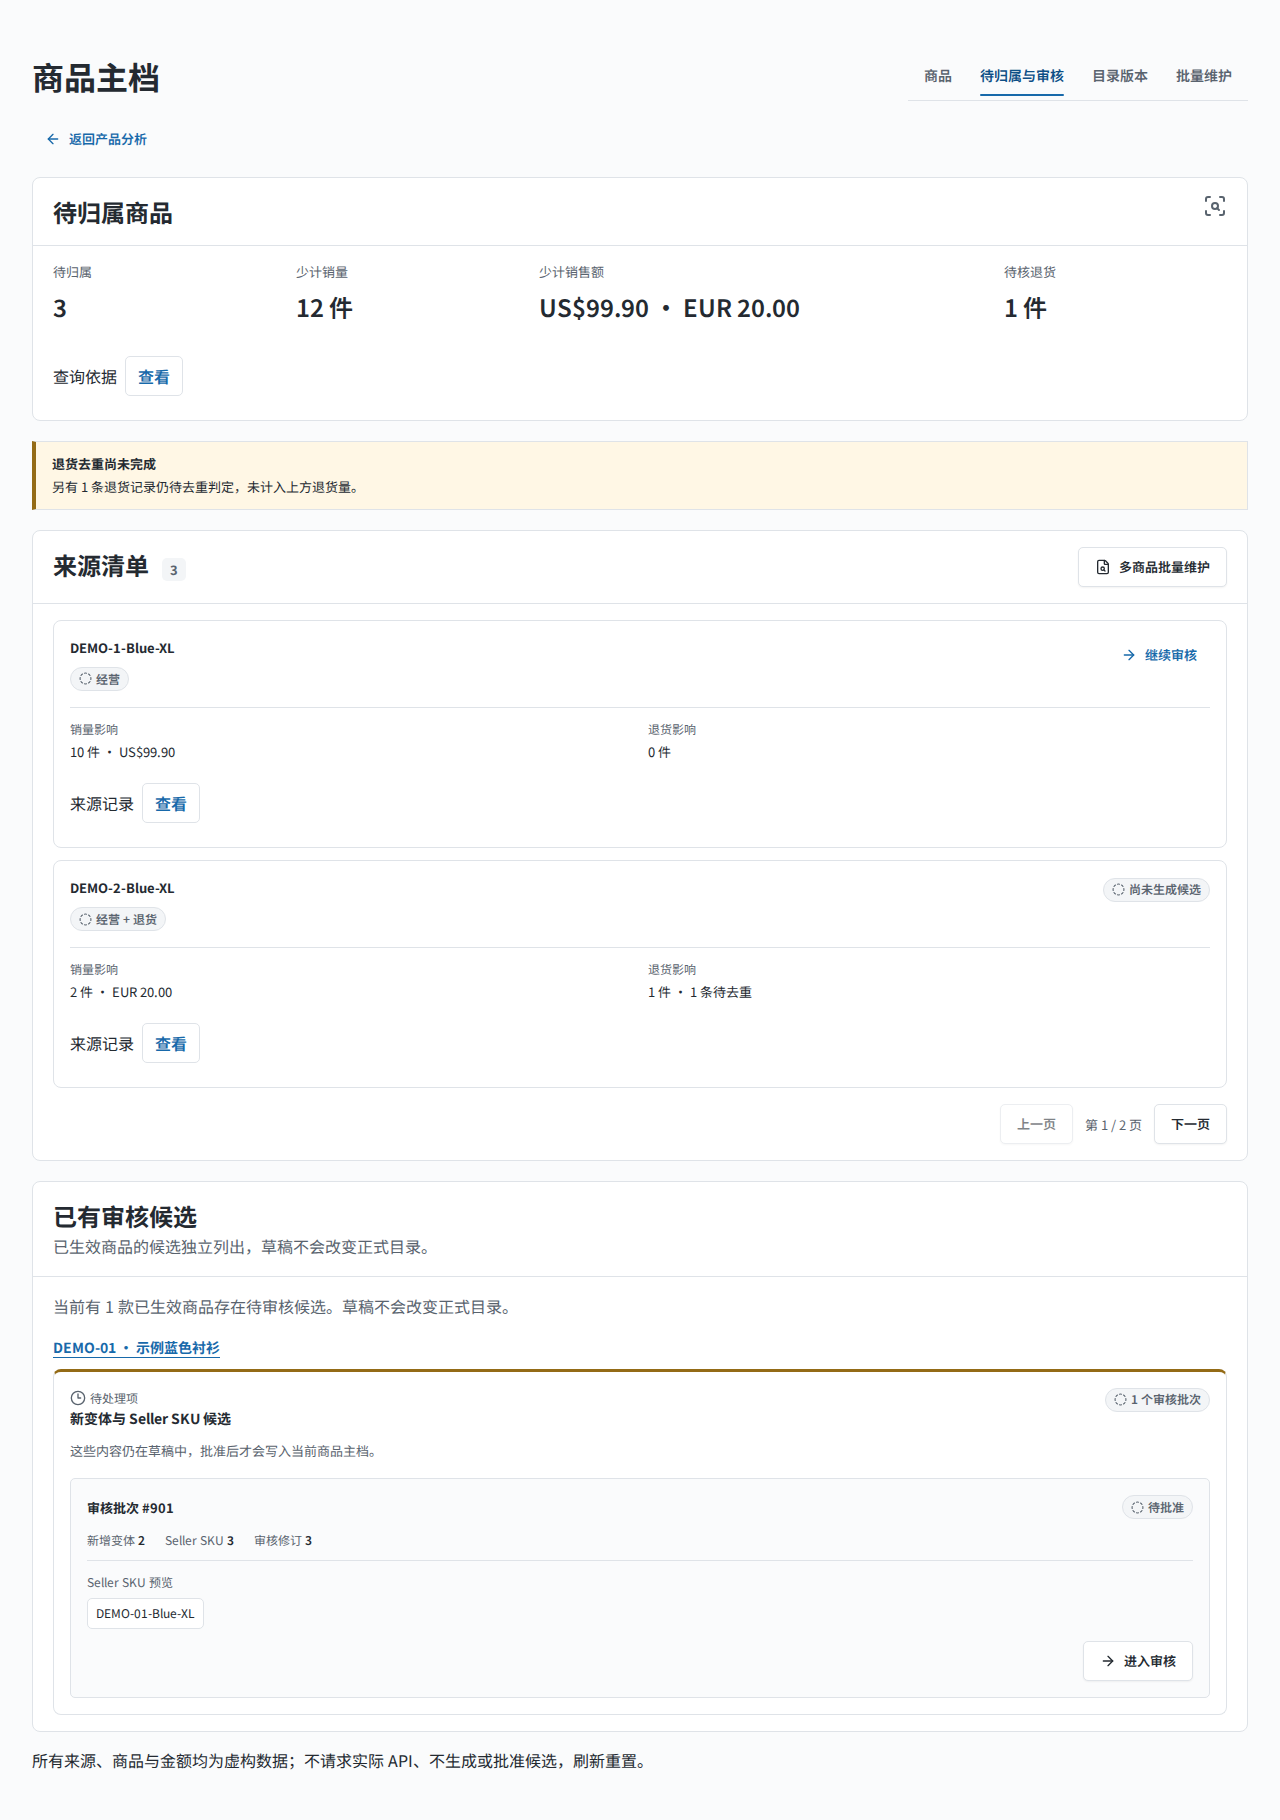 商品主档
商品 待归属与审核 目录版本 批量维护
返回产品分析
待归属商品
待归属 少计销量 少计销售额 待核退货
3 12 件 US$99.90 · EUR 20.00 1 件
查询依据 查看
退货去重尚未完成
另有 1 条退货记录仍待去重判定，未计入上方退货量。
来源清单 3 多商品批量维护
DEMO-1-Blue-XL 继续审核
经营
销量影响 退货影响
10 件 · US$99.90 0 件
来源记录 查看
DEMO-2-Blue-XL 尚未生成候选
经营 + 退货
销量影响 退货影响
2 件 · EUR 20.00 1 件 · 1 条待去重
来源记录 查看
上一页 第 1 / 2 页 下一页
已有审核候选
已生效商品的候选独立列出，草稿不会改变正式目录。
当前有 1 款已生效商品存在待审核候选。草稿不会改变正式目录。
DEMO-01 · 示例蓝色衬衫
待处理项 1 个审核批次
新变体与 Seller SKU 候选
这些内容仍在草稿中，批准后才会写入当前商品主档。
审核批次 #901 待批准
新增变体 2 Seller SKU 3 审核修订 3
Seller SKU 预览
DEMO-01-Blue-XL
进入审核
所有来源、商品与金额均为虚构数据；不请求实际 API、不生成或批准候选，刷新重置。